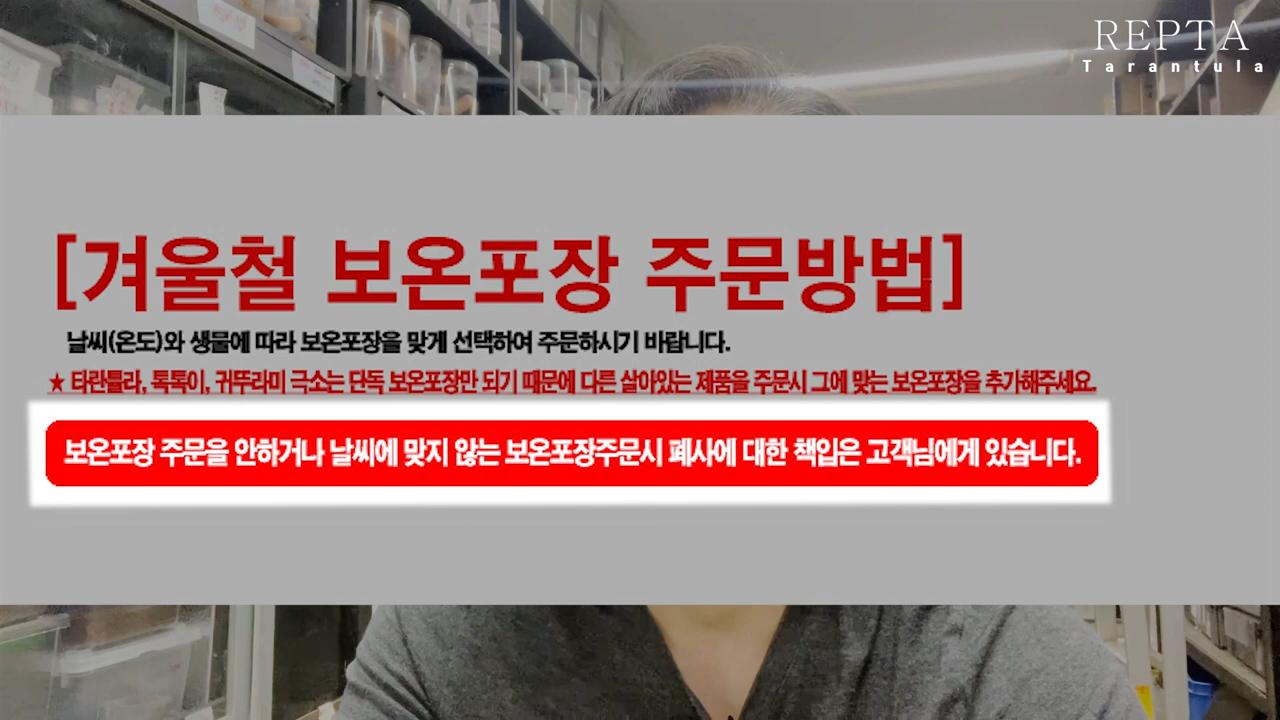 REPTA
Tarantula
[겨울철 보온포장 주문방법]
날씨(온도)와 생물에 따라 보온포장을 맞게 선택하여 주문하시기 바랍니다.
★ 타란튤라, 톡톡이, 귀뚜라미 극소는 단독 보온포장만 되기 때문에 다른 살아있는 제품을 주문시 그에 맞는 보온포장을 추가해주세요.
보온포장 주문을 안하거나 날씨에 맞지 않는 보온포장주문시 폐사에 대한 책임은 고객님에게 있습니다.